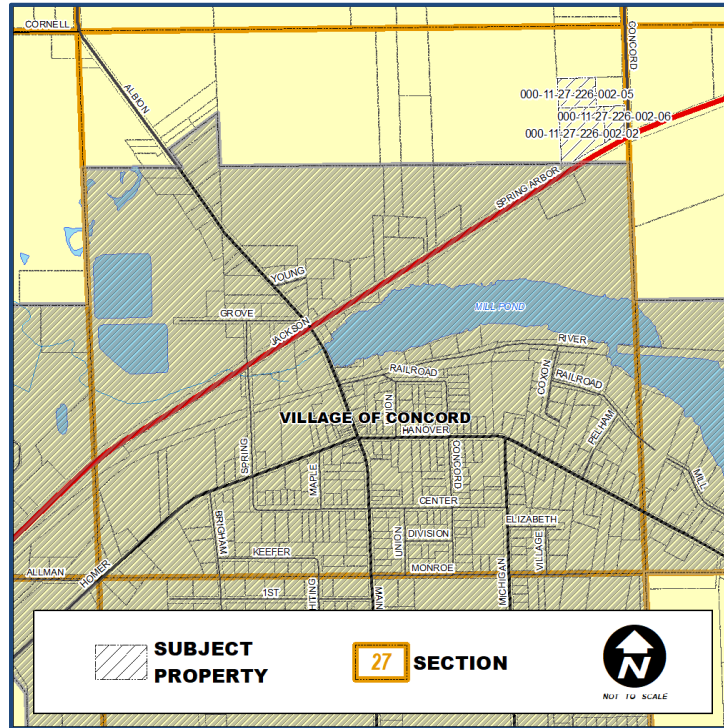 CORNELL
CONCORD
ALBION
000-11-27-226-002-05
000-11-27-226-002-06
000-11-27-226-002-02
SPRING ARBOR
YOUNG
GROVE
JACKSON
MILL POND
RIVER
RAILROAD
COXON
RAILROAD
UNION
VILLAGE OF CONCORD
HANOVER
PELHAM
SPRING
MAPLE
CONCORD
MILL
CENTER
BRIGHAM
UNION
DIVISION
ELIZABETH
KEEFER
VILLAGE
ALLMAN
HOMER
MONROE
MICHIGAN
1ST
HITING
MAIN
SUBJECT
PROPERTY
27 SECTION
N
NOT TO SCALE